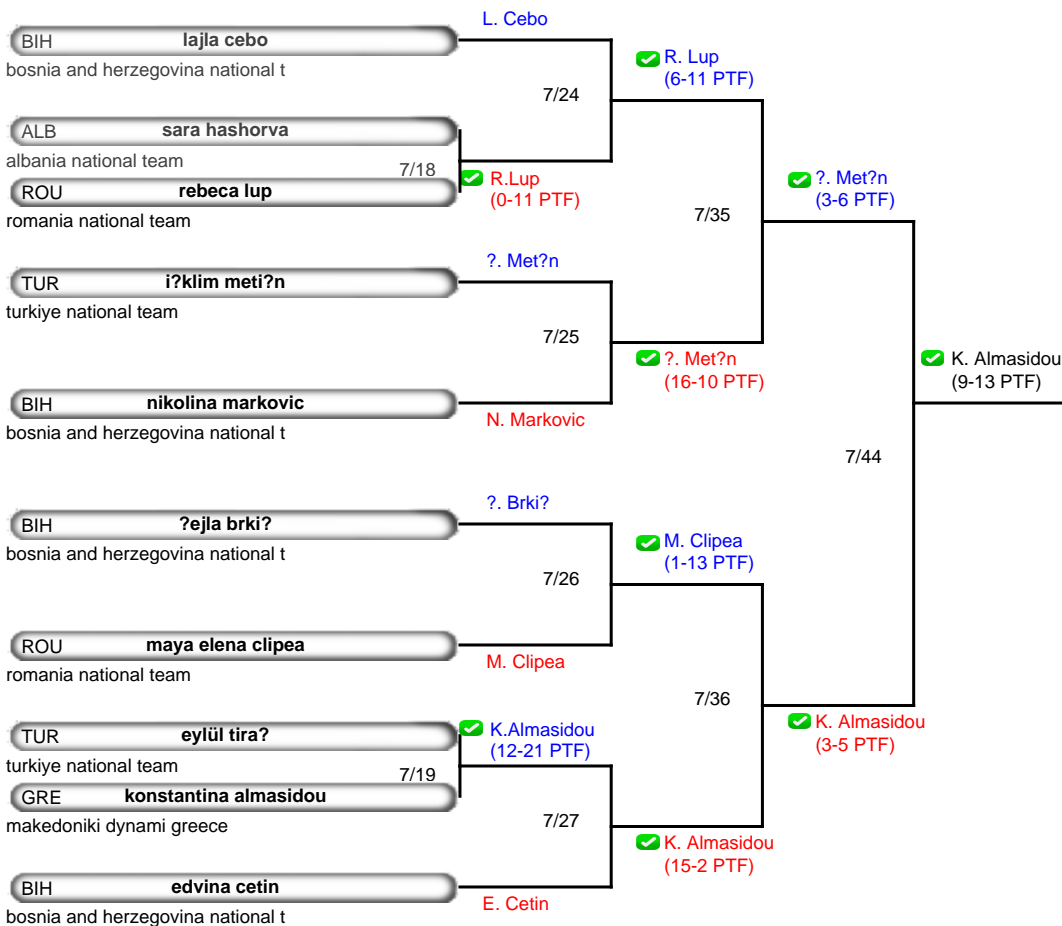 L. Cebo
BIH lajla cebo
bosnia and herzegovina national t
R. Lup
(6-11 PTF)
7/24
ALB sara hashorva
albania national team
7/18
R.Lup
(0-11 PTF)
ROU rebeca lup
romania national team
?. Met?n
(3-6 PTF)
7/35
?. Met?n
TUR i?klim meti?n
turkiye national team
7/25
?. Met?n
(16-10 PTF)
K. Almasidou
(9-13 PTF)
BIH nikolina markovic
N. Markovic
bosnia and herzegovina national t
7/44
?. Brki?
BIH ?ejla brki?
bosnia and herzegovina national t
M. Clipea
(1-13 PTF)
7/26
ROU maya elena clipea
M. Clipea
romania national team
7/36
K. Almasidou
(3-5 PTF)
TUR eylül tira?
K.Almasidou
(12-21 PTF)
turkiye national team
7/19
GRE konstantina almasidou
makedoniki dynami greece
7/27
K. Almasidou
(15-2 PTF)
BIH edvina cetin
E. Cetin
bosnia and herzegovina national t